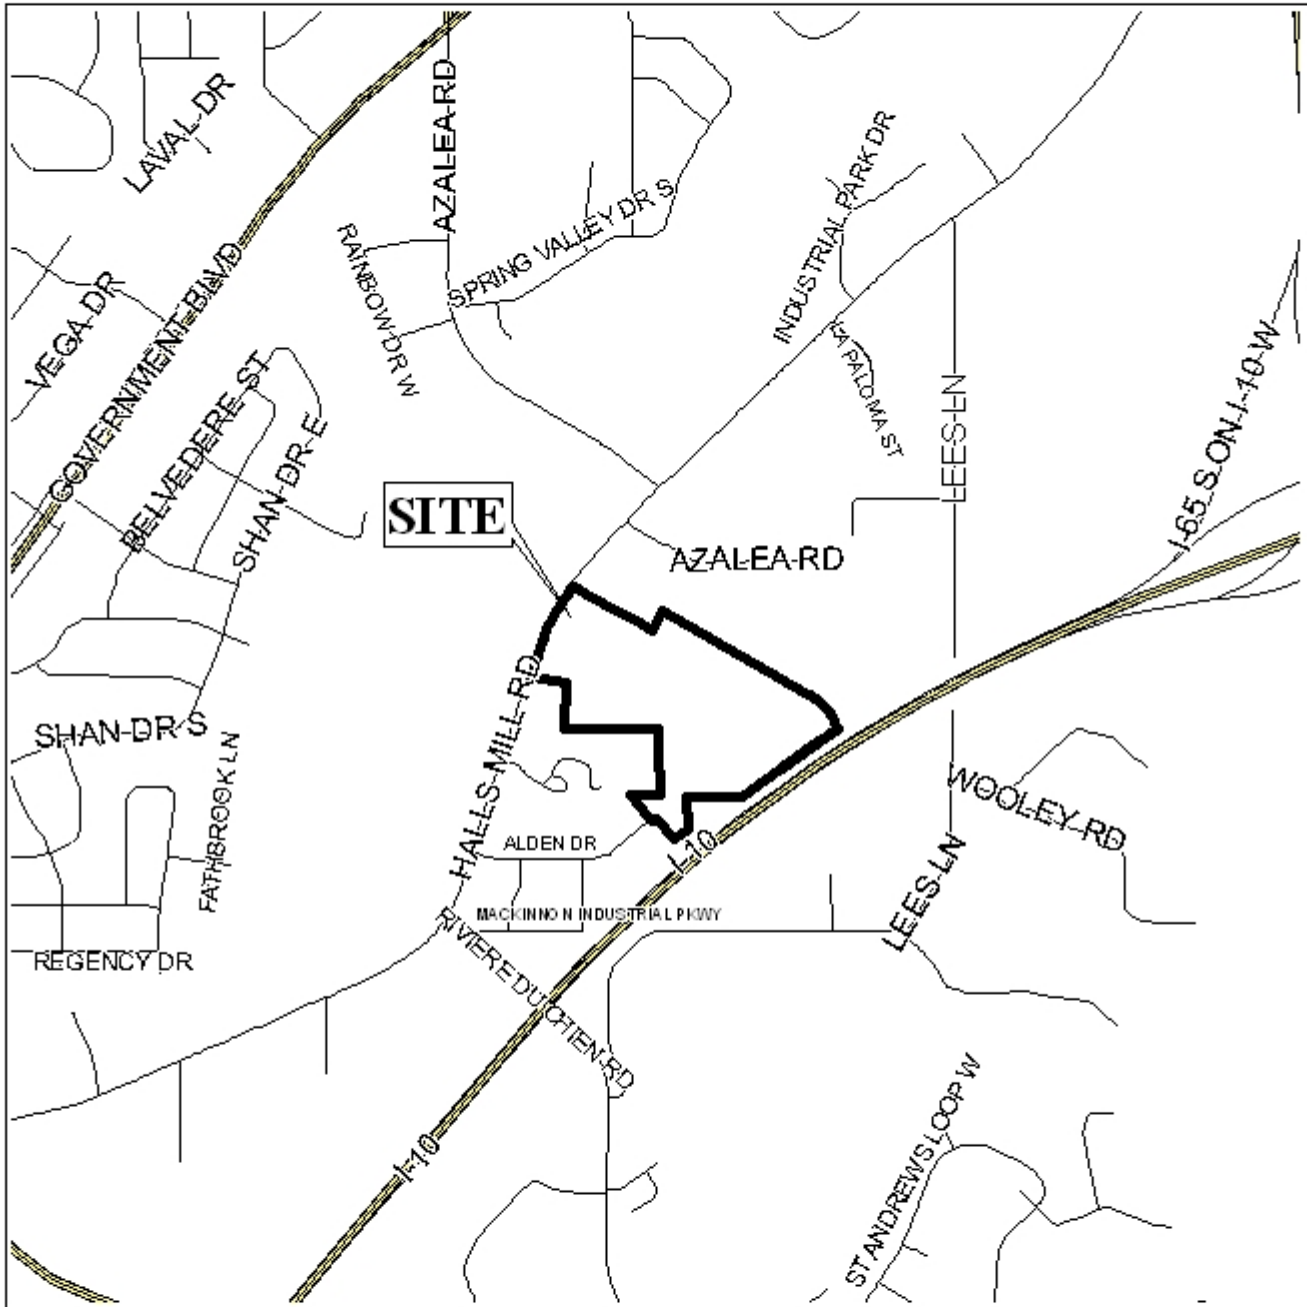 LAVAL-DR
AZALEA-RD
INDUSTRIAL PARK DR
SPRING VALLEY DR S
RAINBOW DR W
VEGA-DR
GOVERNMENT-BLVD
BELVEDERE ST
SHAN-DR-E
LA PALOMA ST
LEES-LN
I-65 S ON I-10-W
SITE
AZALEA-RD
HALLS-MILL-RD
SHAN-DR S
FATHBROOK LN
WOOLEY-RD
ALDEN DR
I-10
LEES-LN
MACKINNON INDUSTRIAL PKWY
RIVIERE DU CHIEN-RD
REGENCY DR
I-10
ST ANDREWS LOOP W